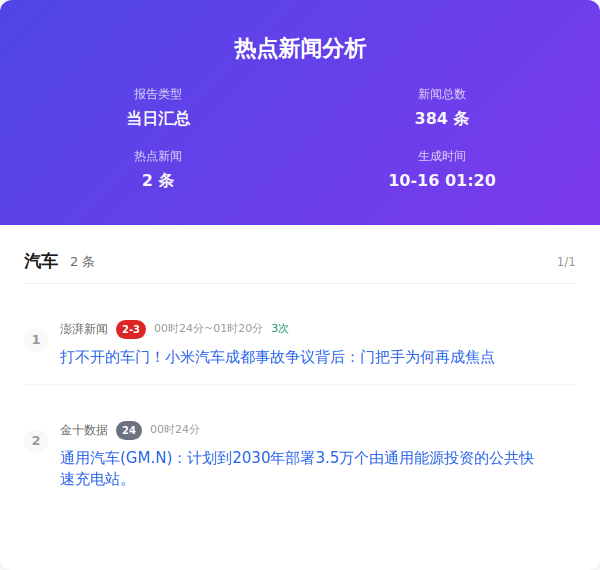 热点新闻分析
报告类型
当日汇总
新闻总数
384 条
热点新闻
2 条
生成时间
10-16 01:20
汽车 2 条 1/1
1
澎湃新闻 2-3 00时24分~01时20分 3次
打不开的车门！小米汽车成都事故争议背后：门把手为何再成焦点
2
金十数据 24 00时24分
通用汽车(GM.N)：计划到2030年部署3.5万个由通用能源投资的公共快
速充电站。